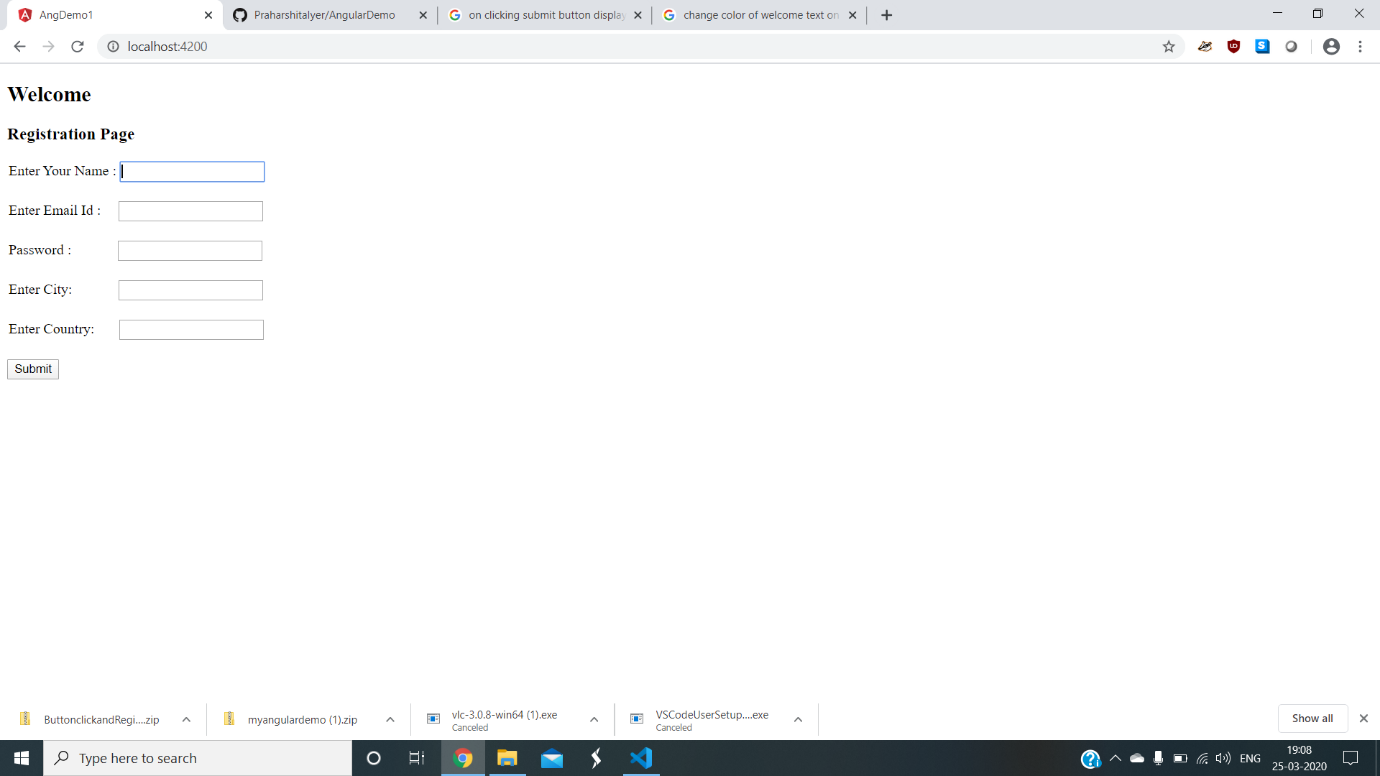 AngDemo1
PraharshitaIyer/AngularDemo
on clicking submit button display
change color of welcome text on
localhost:4200
Welcome
Registration Page
Enter Your Name :
Enter Email Id :
Password :
Enter City:
Enter Country:
Submit
ButtonclickandRegi....zip
myangulardemo (1).zip
vlc-3.0.8-win64 (1).exe
Canceled
VSCodeUserSetup....exe
Canceled
Show all
Type here to search
ENG
19:08
25-03-2020